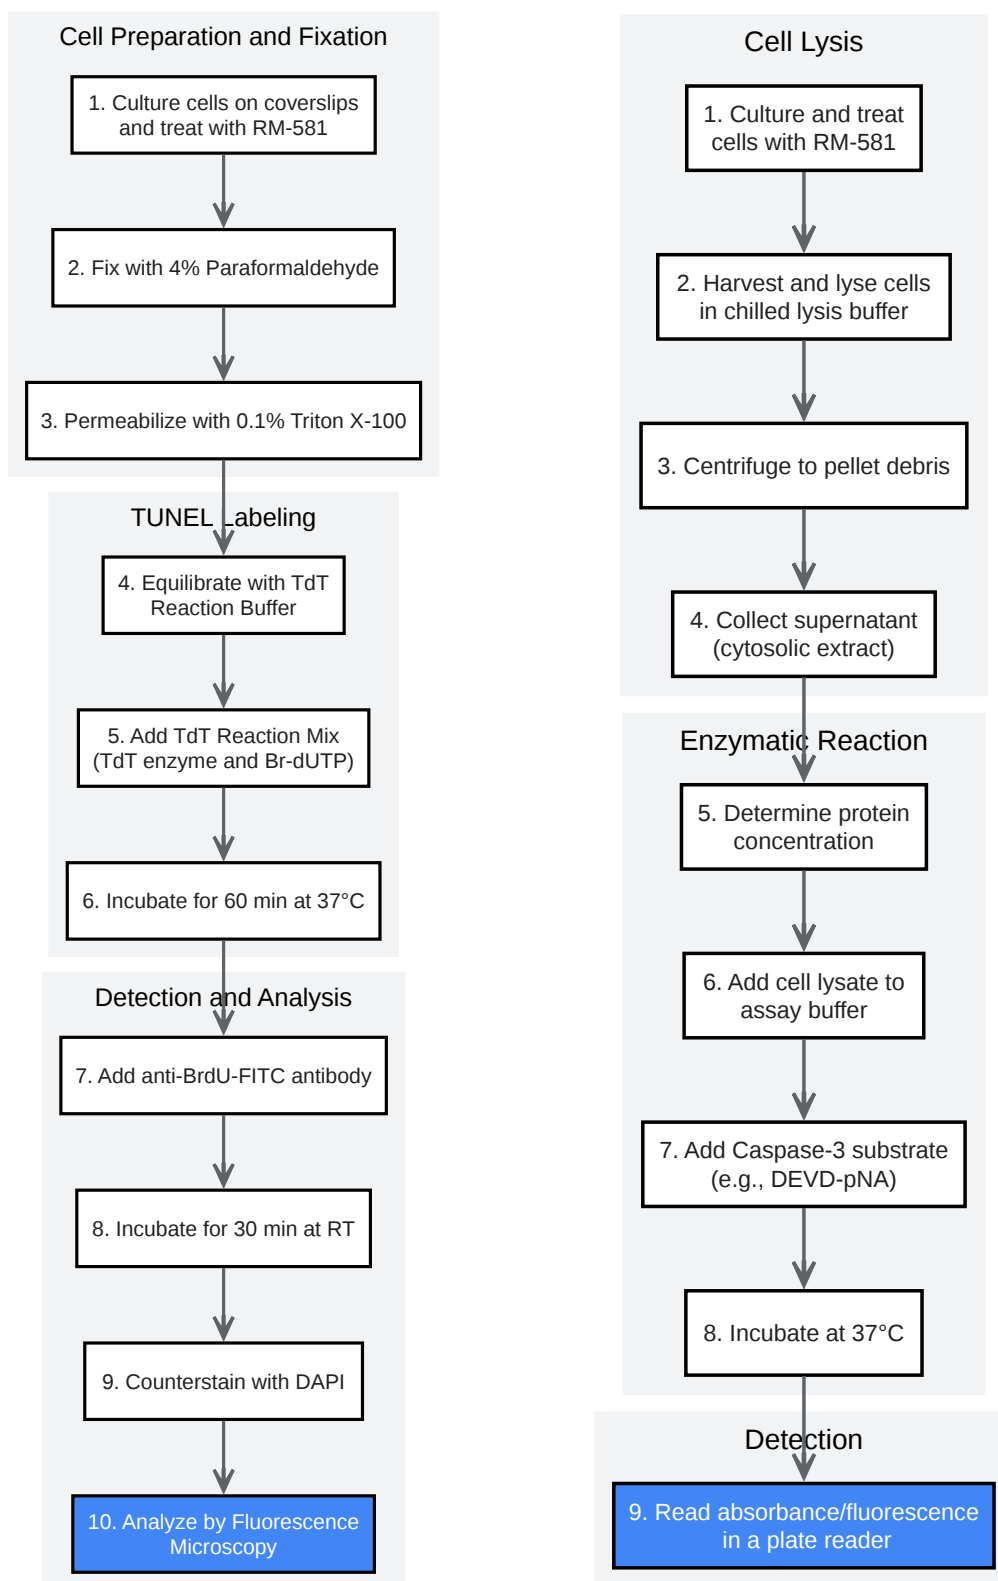 Cell Preparation and Fixation
1. Culture cells on coverslips
and treat with RM-581
2. Fix with 4% Paraformaldehyde
3. Permeabilize with 0.1% Triton X-100
TUNEL Labeling
4. Equilibrate with TdT
Reaction Buffer
5. Add TdT Reaction Mix
(TdT enzyme and Br-dUTP)
6. Incubate for 60 min at 37°C
Detection and Analysis
7. Add anti-BrdU-FITC antibody
8. Incubate for 30 min at RT
9. Counterstain with DAPI
10. Analyze by Fluorescence
Microscopy
Cell Lysis
1. Culture and treat
cells with RM-581
2. Harvest and lyse cells
in chilled lysis buffer
3. Centrifuge to pellet debris
4. Collect supernatant
(cytosolic extract)
Enzymatic Reaction
5. Determine protein
concentration
6. Add cell lysate to
assay buffer
7. Add Caspase-3 substrate
(e.g., DEVD-pNA)
8. Incubate at 37°C
Detection
9. Read absorbance/fluorescence
in a plate reader